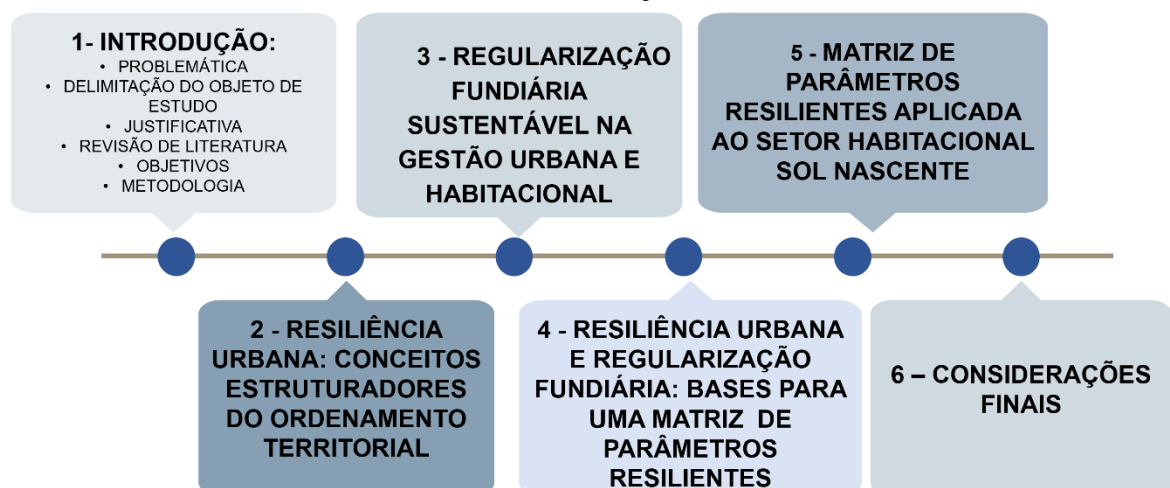 1- INTRODUÇÃO:
• PROBLEMÁTICA
• DELIMITAÇÃO DO OBJETO DE
ESTUDO
• JUSTIFICATIVA
• REVISÃO DE LITERATURA
• OBJETIVOS
• METODOLOGIA
2 - RESILIÊNCIA
URBANA: CONCEITOS
ESTRUTURADORES
DO ORDENAMENTO
TERRITORIAL
3 - REGULARIZAÇÃO
FUNDIÁRIA
SUSTENTÁVEL NA
GESTÃO URBANA E
HABITACIONAL
4 - RESILIÊNCIA URBANA
E REGULARIZAÇÃO
FUNDIÁRIA: BASES PARA
UMA MATRIZ DE
PARÂMETROS
RESILIENTES
5 - MATRIZ DE
PARÂMETROS
RESILIENTES APLICADA
AO SETOR HABITACIONAL
SOL NASCENTE
6 – CONSIDERAÇÕES
FINAIS